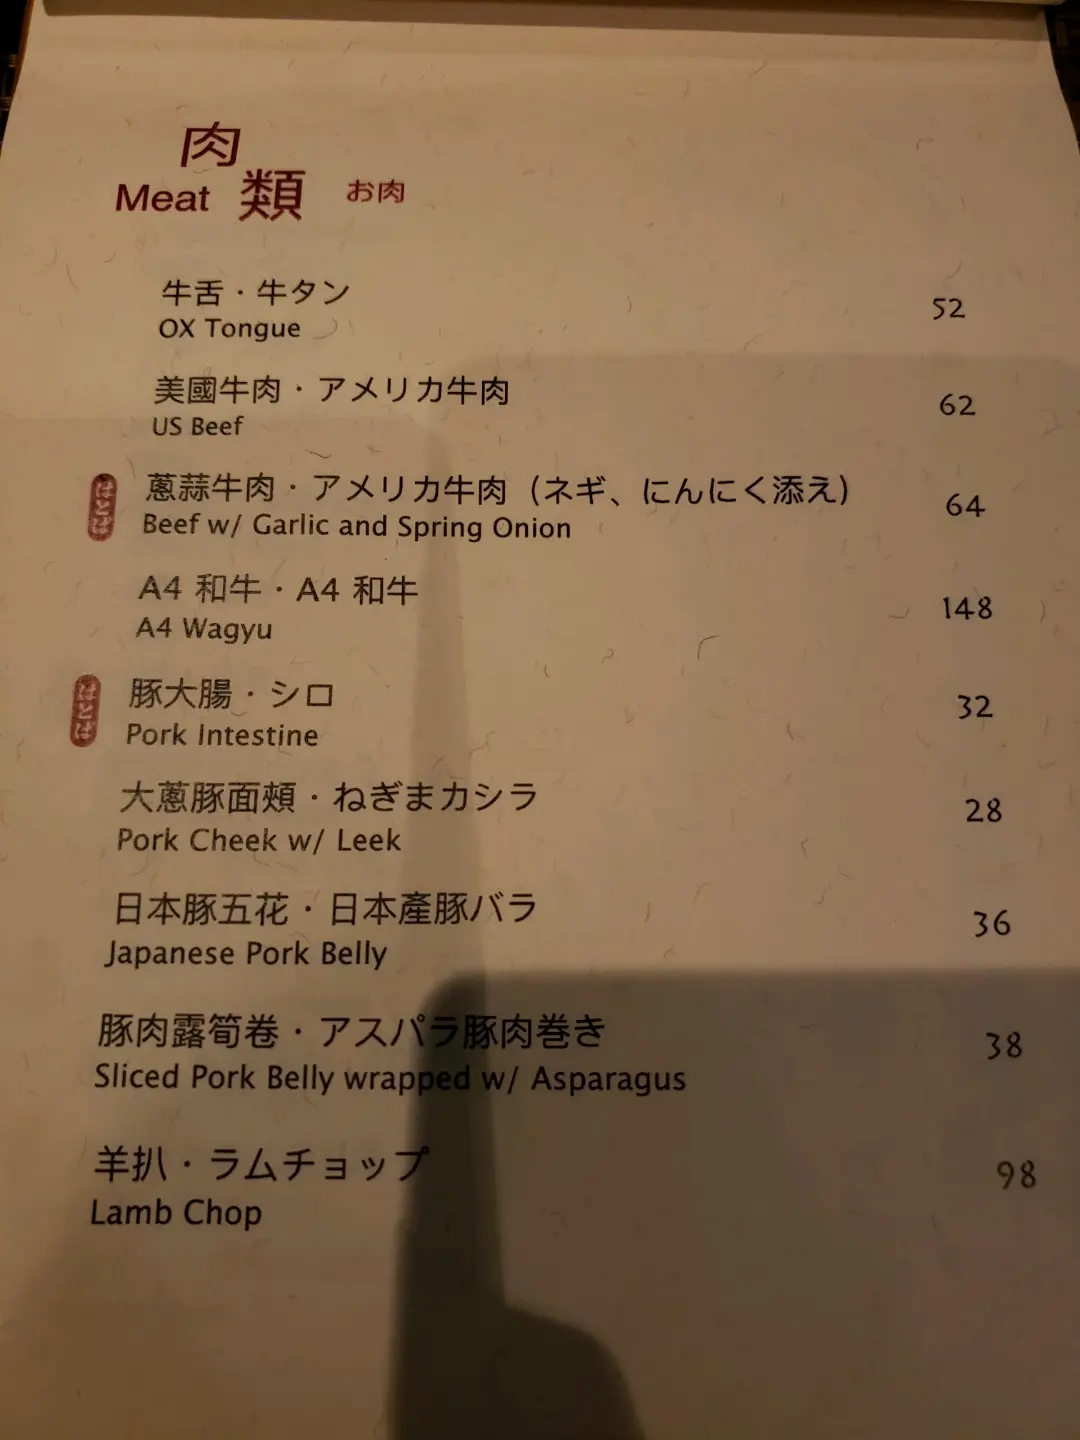 肉
Meat 類 お肉
牛舌・牛タン
OX Tongue
52
美國牛肉・アメリカ牛肉
US Beef
62
蔥蒜牛肉・アメリカ牛肉（ネギ、にんにく添え）
Beef w/ Garlic and Spring Onion
64
A4 和牛・A4 和牛
A4 Wagyu
148
豚大腸・シロ
Pork Intestine
32
大蔥豚面頰・ねぎまカシラ
Pork Cheek w/ Leek
28
日本豚五花・日本產豚バラ
Japanese Pork Belly
36
豚肉露筍卷・アスパラ豚肉巻き
Sliced Pork Belly wrapped w/ Asparagus
38
羊扒・ラムチョップ
Lamb Chop
98